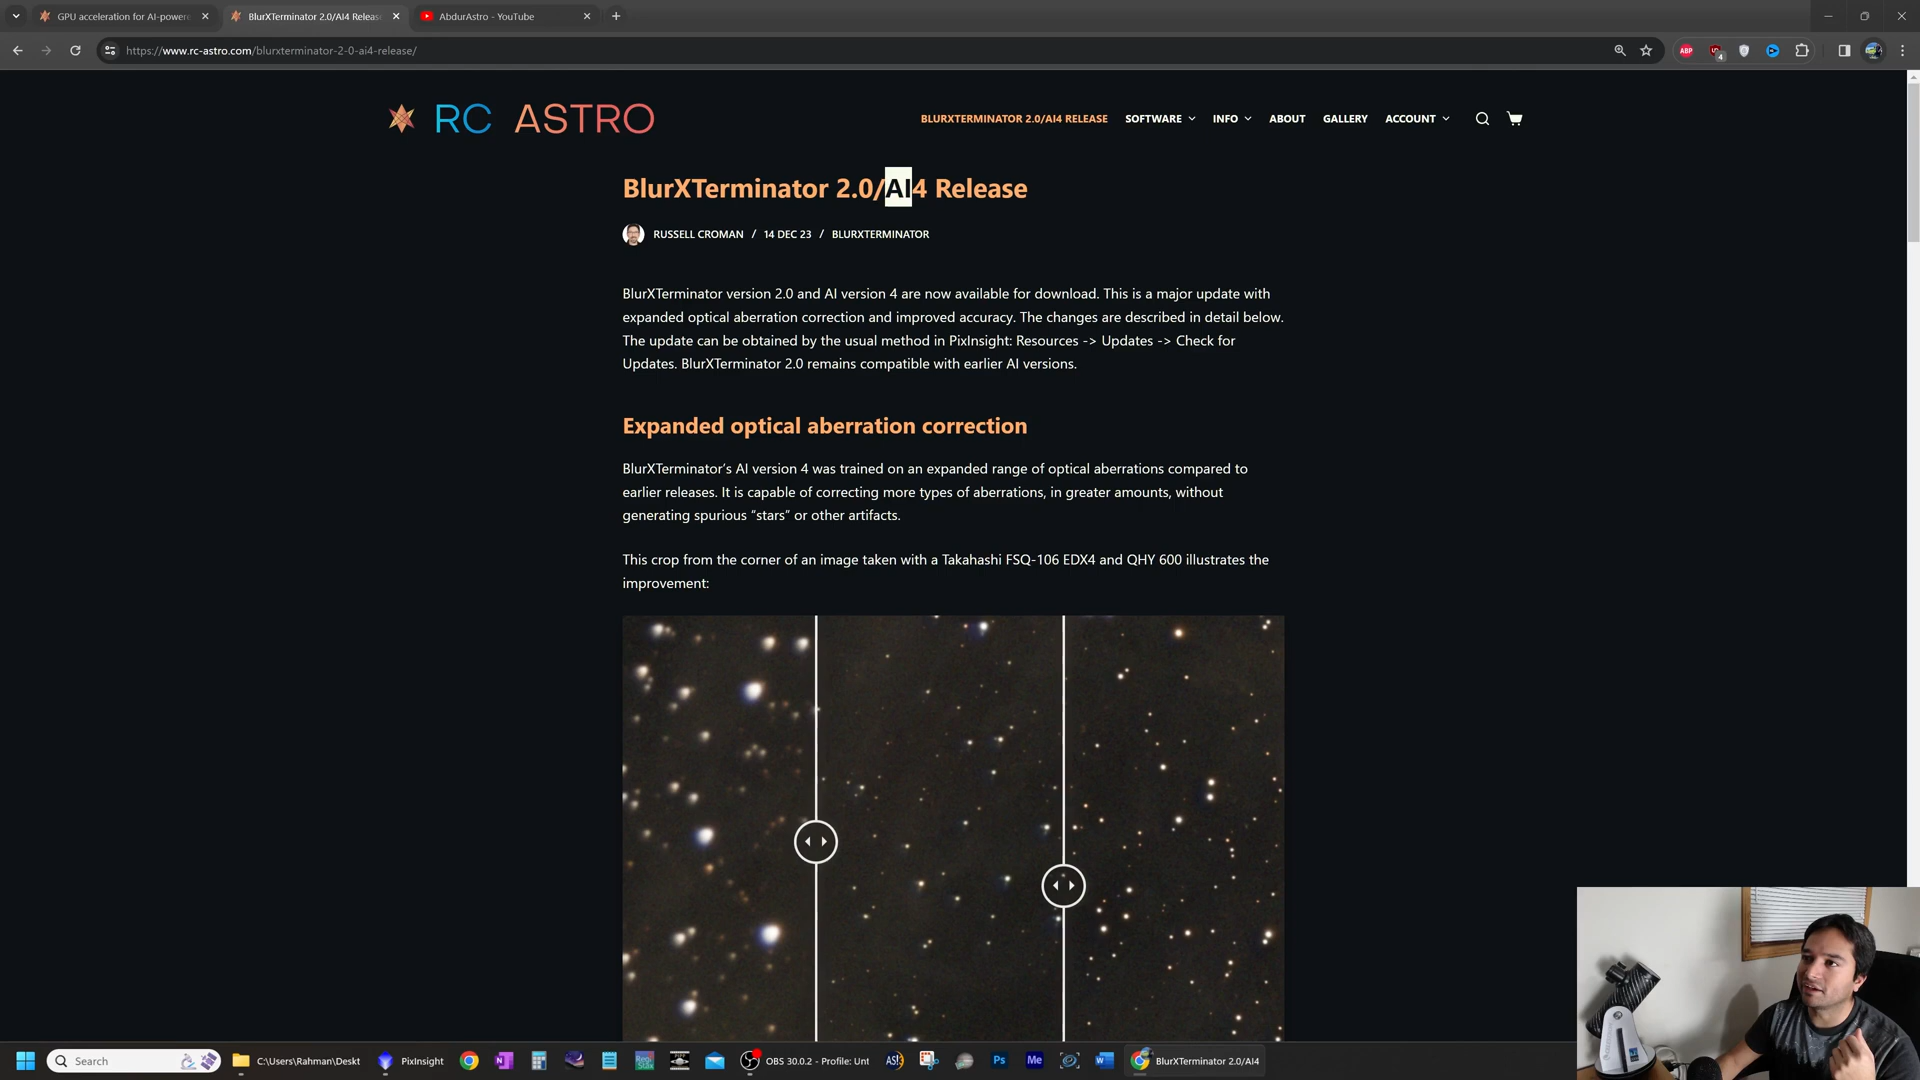 GPU acceleration for AI-powere
BlurXTerminator 2.0/AI4 Releas
AbdurAstro - YouTube
https://www.rc-astro.com/blurxterminator-2-0-ai4-release/
ABP
4
RC ASTRO
BLURXTERMINATOR 2.0/AI4 RELEASE
SOFTWARE
INFO
ABOUT
GALLERY
ACCOUNT
BlurXTerminator 2.0/AI4 Release
RUSSELL CROMAN / 14 DEC 23 / BLURXTERMINATOR
BlurXTerminator version 2.0 and AI version 4 are now available for download. This is a major update with
expanded optical aberration correction and improved accuracy. The changes are described in detail below.
The update can be obtained by the usual method in PixInsight: Resources -> Updates -> Check for
Updates. BlurXTerminator 2.0 remains compatible with earlier AI versions.
Expanded optical aberration correction
BlurXTerminator’s AI version 4 was trained on an expanded range of optical aberrations compared to
earlier releases. It is capable of correcting more types of aberrations, in greater amounts, without
generating spurious “stars” or other artifacts.
This crop from the corner of an image taken with a Takahashi FSQ-106 EDX4 and QHY 600 illustrates the
improvement:
Search
C:\Users\Rahman\Deskt
PixInsight
OBS 30.0.2 - Profile: Unt
Ps
Me
BlurXTerminator 2.0/AI4